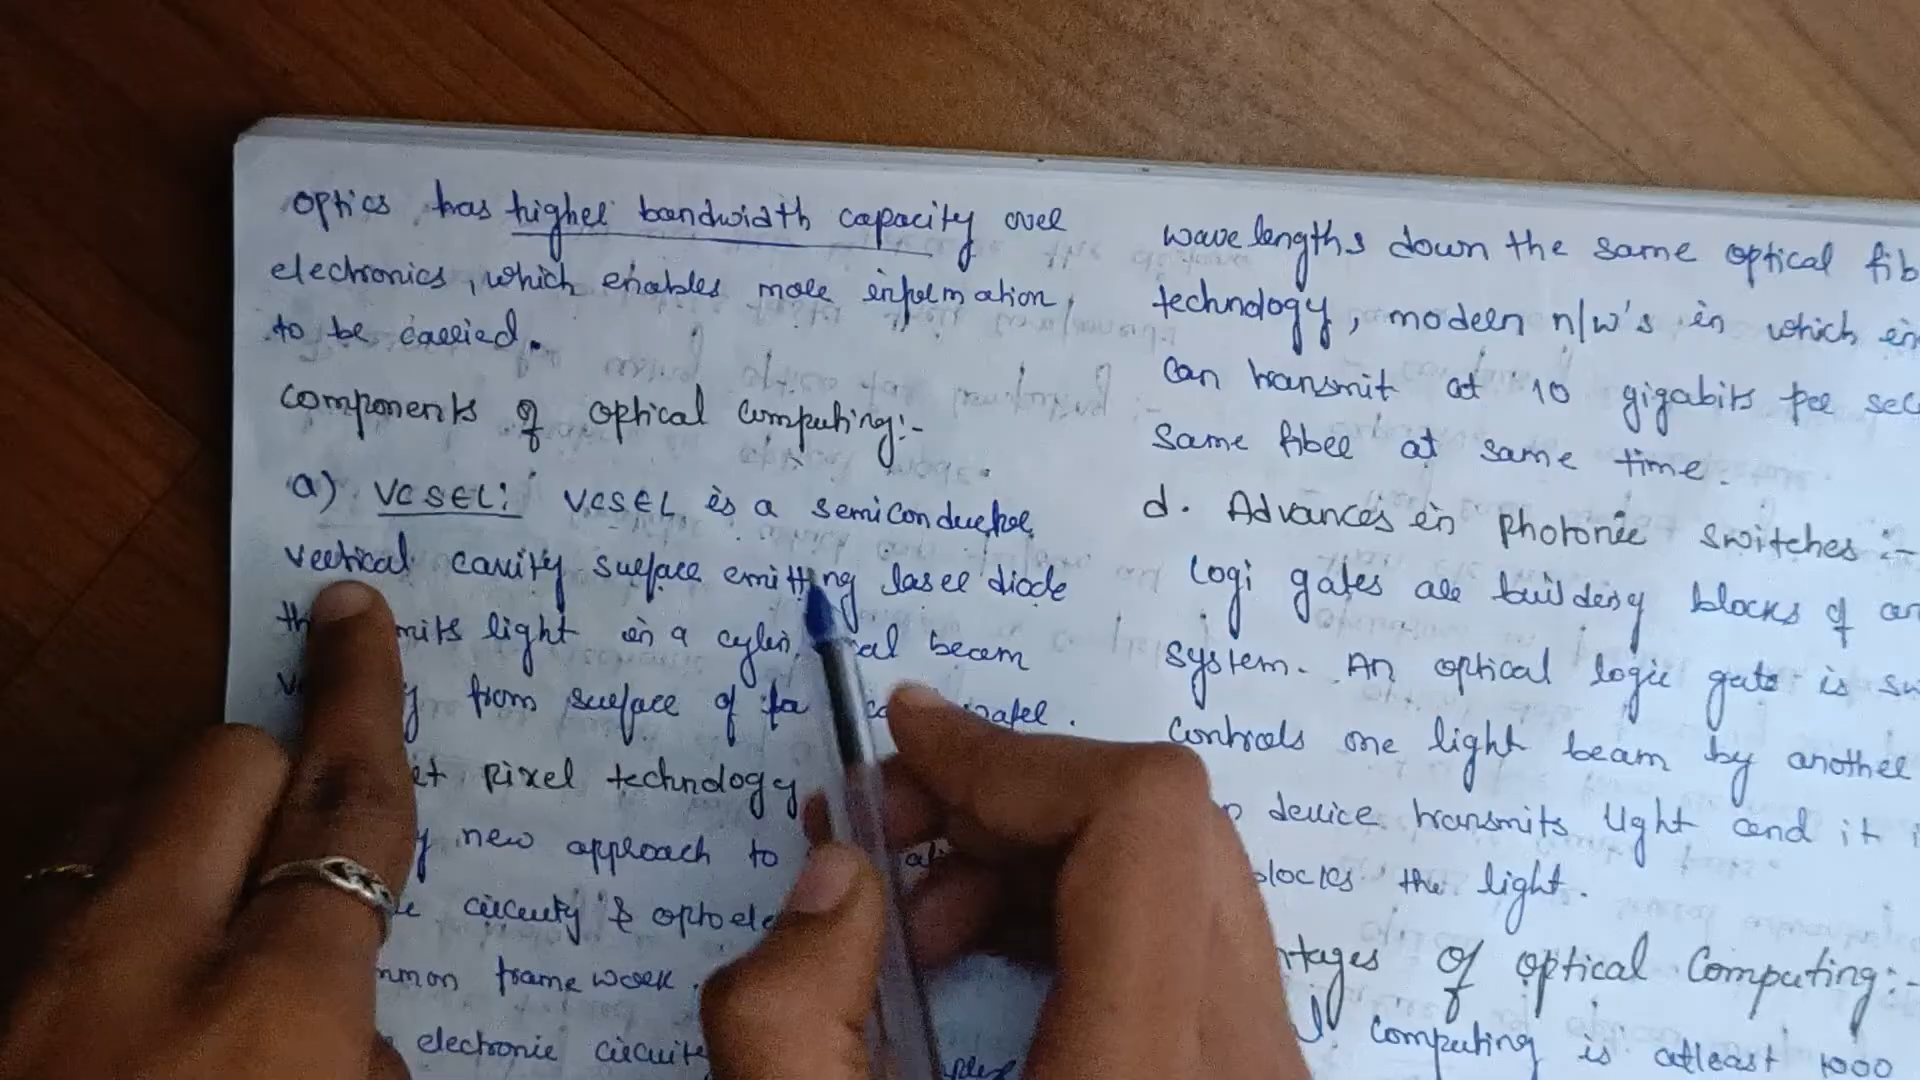 optics has higher bandwidth capacity over
electronics, which enables more information
to be carried.
components of optical computing:-
a) VCSEL: VCSEL is a semiconductor
vertical cavity surface emitting laser diode
light in a beam
from surface of
pixel technology
new approach to
circuitry &
frame work.
electronic
wavelengths down the same optical
technology, modern n/w's in which
can transmit at 10 gigabits per
same fiber at same time.
d. Advances in photonic switches :-
Logi gates are building blocks of
system. An optical logic gate is
controls one light beam by another
device transmits light and it
the light.
of optical Computing:-
computing is atleast 1000